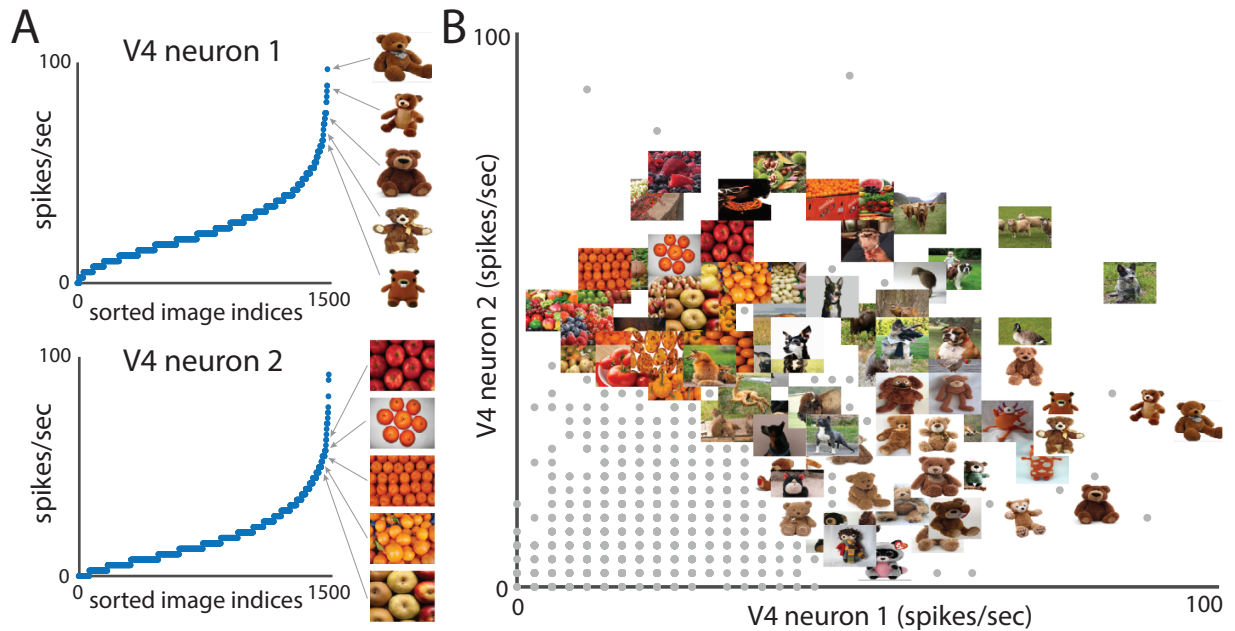 A
V4 neuron 1
100
spikes/sec
0
0
1500
sorted image indices
V4 neuron 2
100
spikes/sec
0
0
1500
sorted image indices
B
100
V4 neuron 2 (spikes/sec)
0
0
V4 neuron 1 (spikes/sec)
100